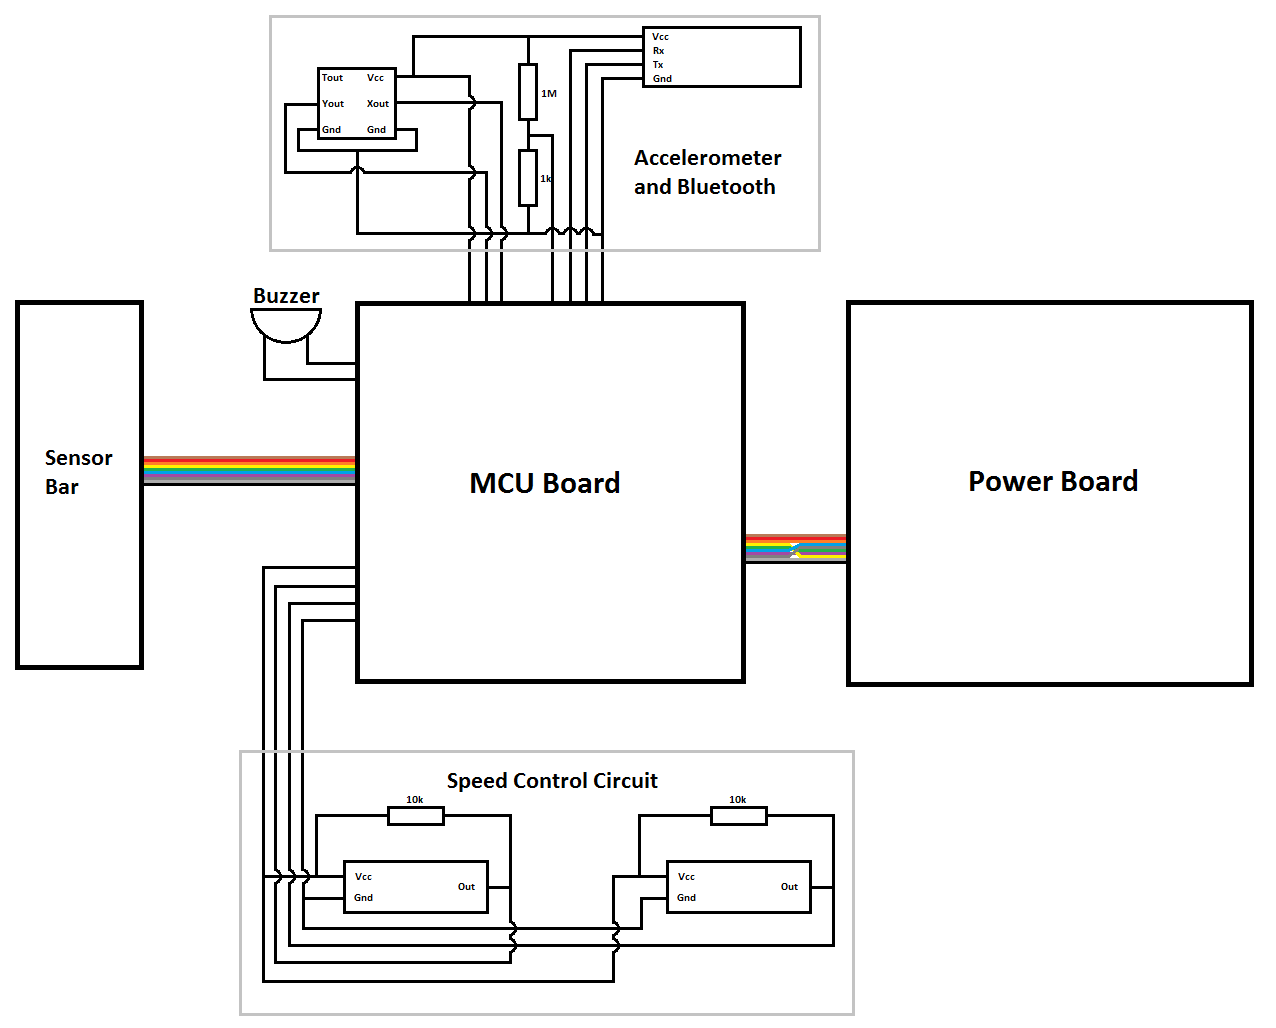 Vcc
Rx
Tx
Gnd
Tout Vcc
Yout Xout
Gnd Gnd
1M
1k
Accelerometer
and Bluetooth
Buzzer
Sensor
Bar
MCU Board
Power Board
Speed Control Circuit
10k
10k
Vcc
Out
Gnd
Vcc
Out
Gnd